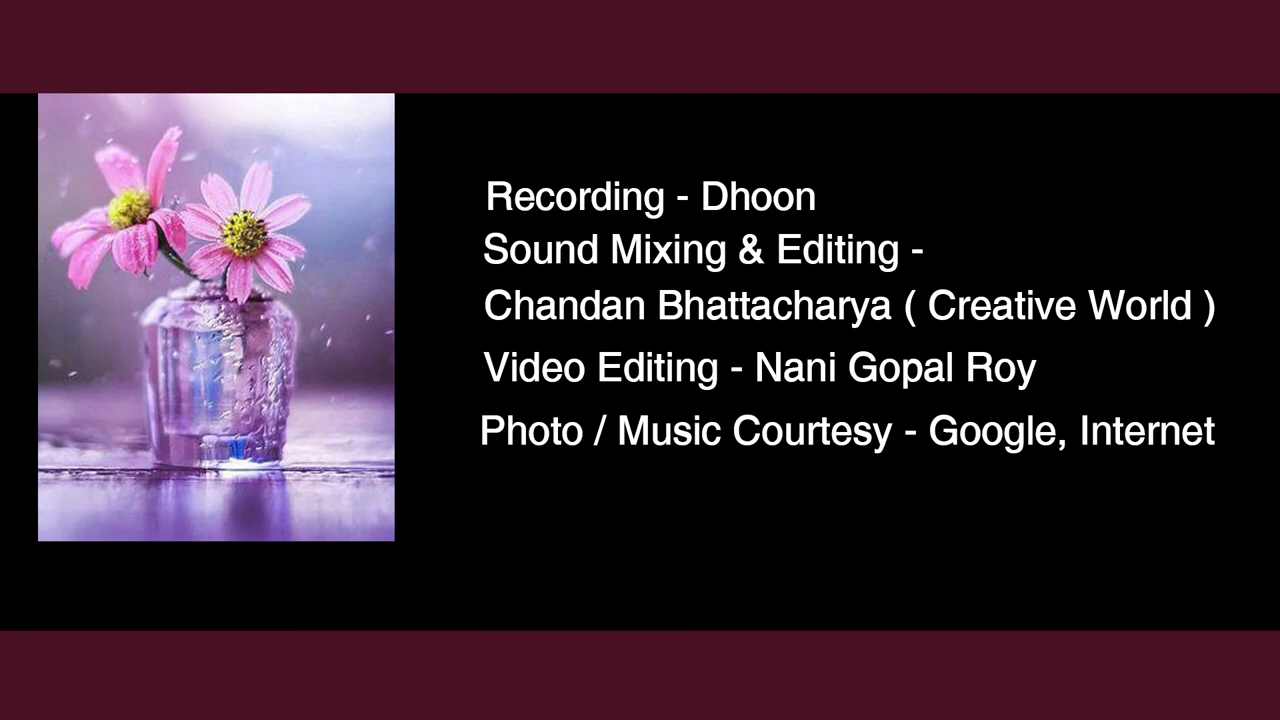 Recording - Dhoon
Sound Mixing & Editing -
Chandan Bhattacharya ( Creative World )
Video Editing - Nani Gopal Roy
Photo / Music Courtesy - Google, Internet